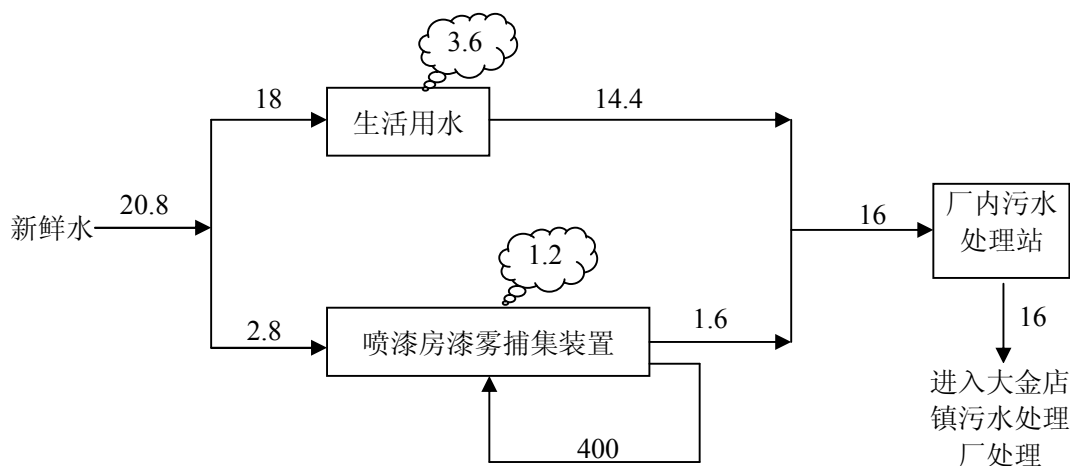 3.6
18
生活用水
14.4
20.8
新鲜水
16
厂内污水
处理站
1.2
2.8
喷漆房漆雾捕集装置
1.6
16
400
进入大金店
镇污水处理
厂处理